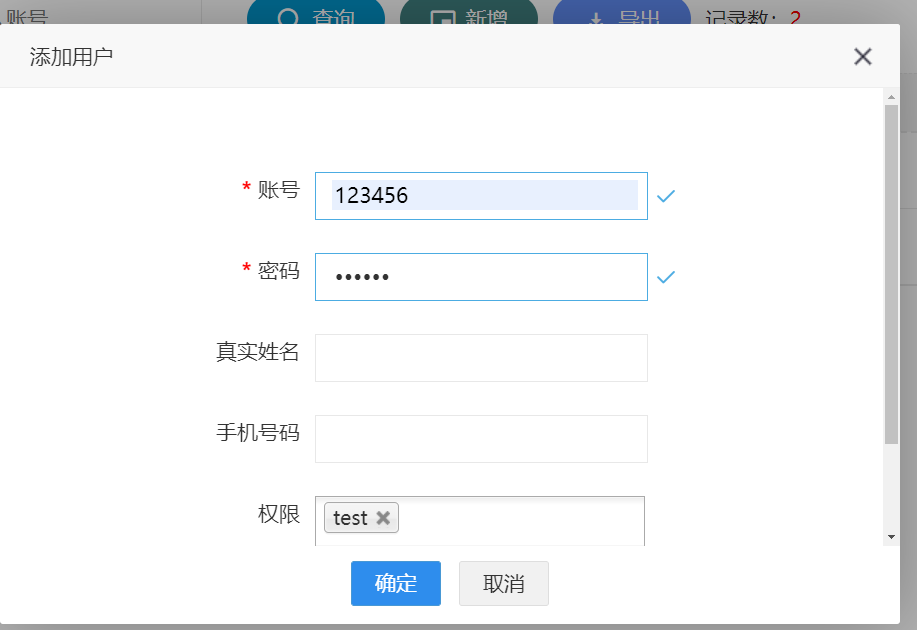 账号 查询 新增 导出 记录数：2
添加用户
* 账号 123456
* 密码 ••••••
真实姓名
手机号码
权限 test
确定 取消